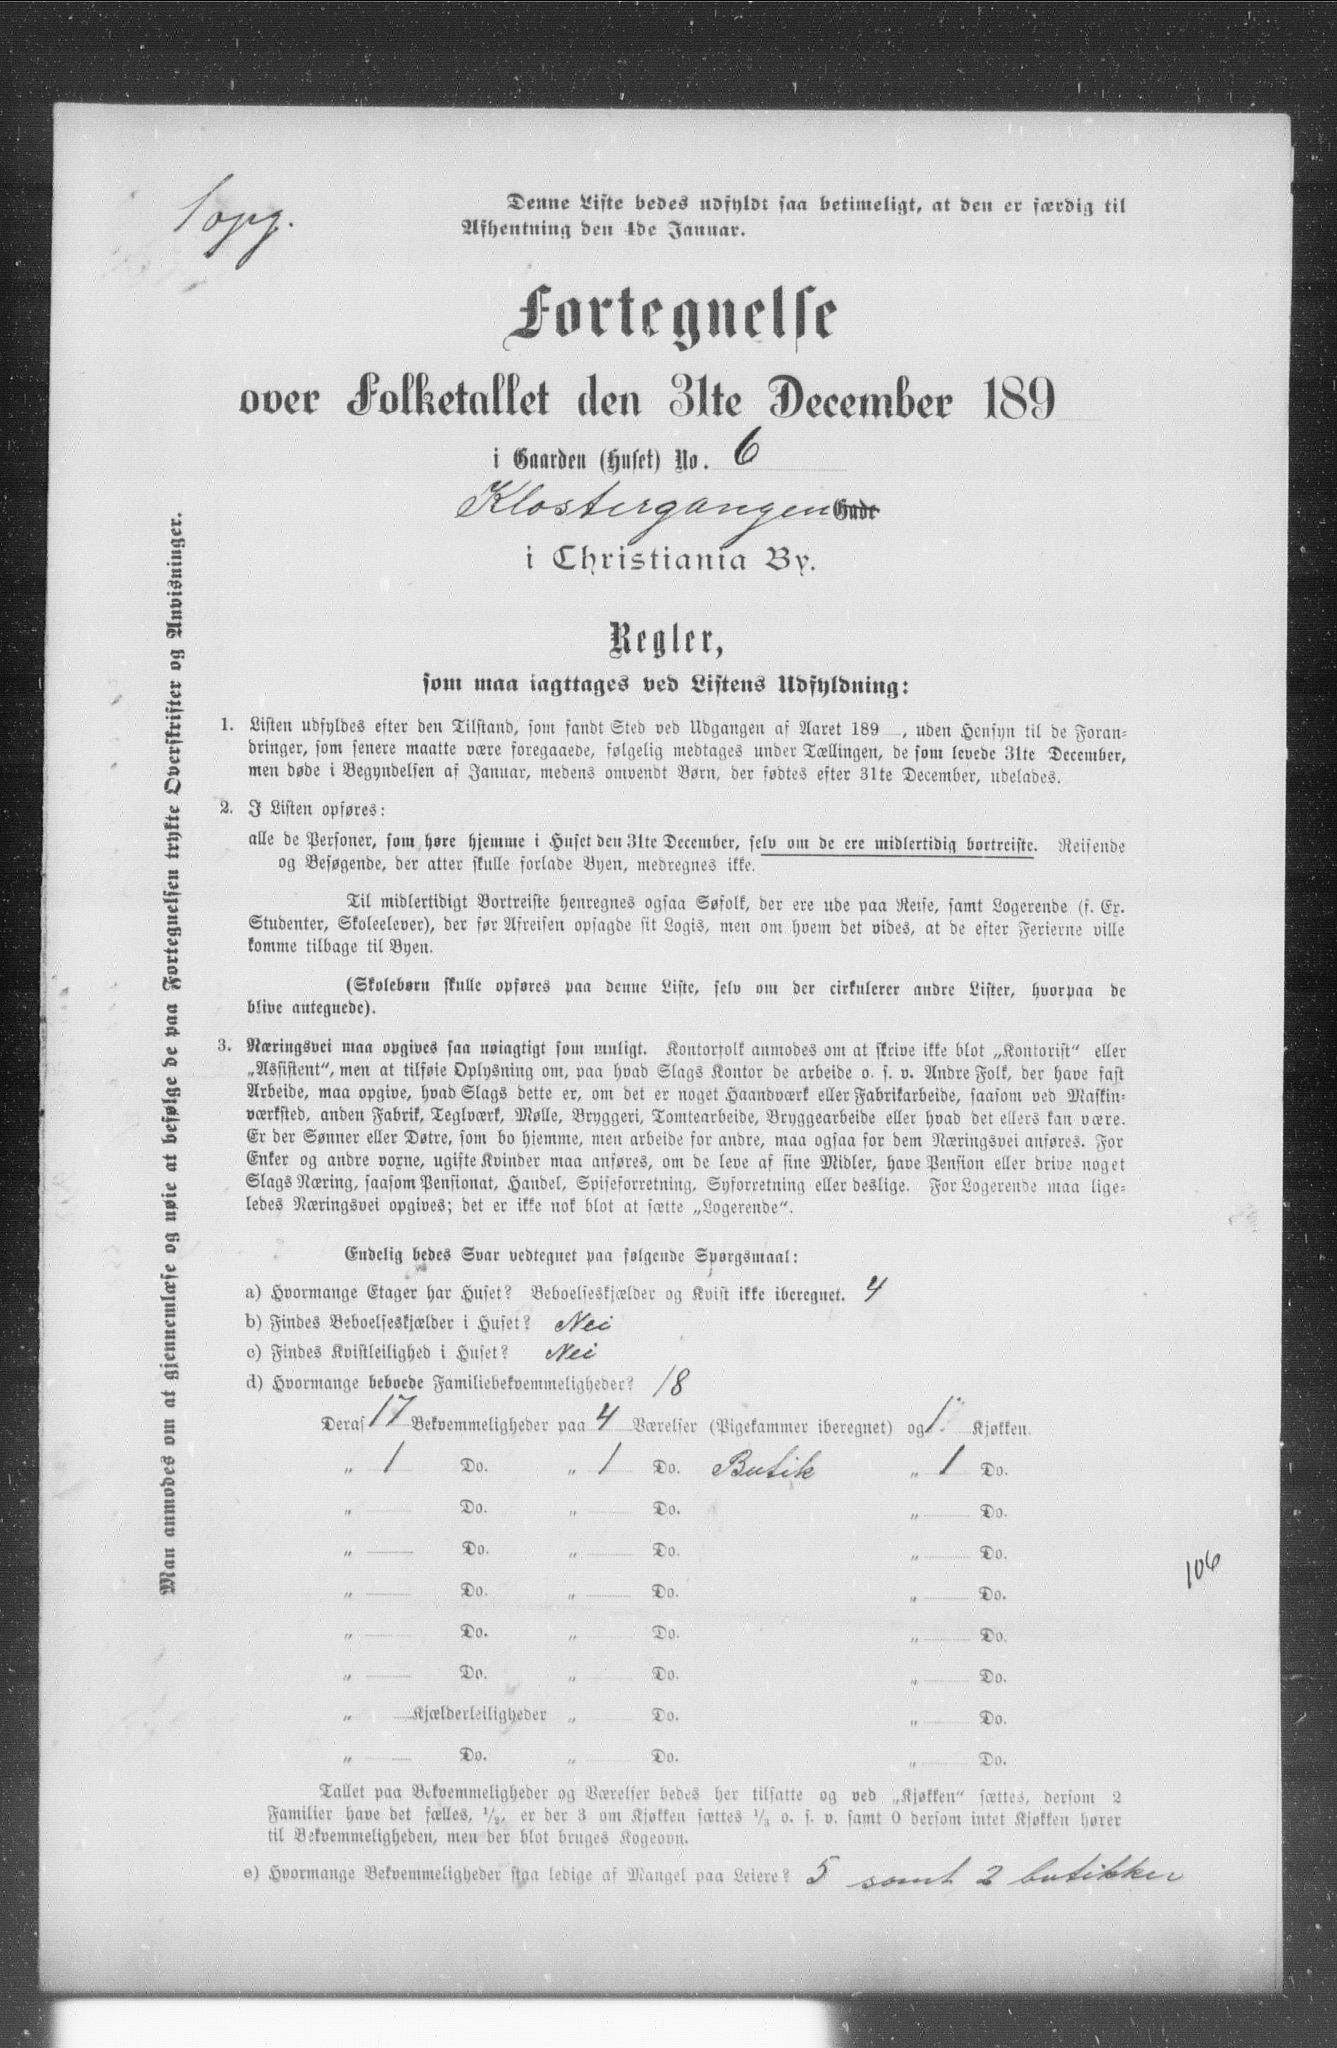 1 opg.
Denne Liste bedes udfyldt saa betimeligt, at den er færdig til
Afhentning den 4de Januar.
Fortegnelse
over Folketallet den 31te December 189
i Gaarden (Huset) No. 6
Klostergangen Gade
i Christiania By.
Regler,
som maa iagttages ved Listens Udfyldning:
1. Listen udfyldes efter den Tilstand, som fandt Sted ved Udgangen af Aaret 189 , uden Hensyn til de Foran-
dringer, som senere maatte være foregaaede, følgelig medtages under Tællingen, de som levede 31te December,
men døde i Begyndelsen af Januar, medens omvendt Børn, der fødtes efter 31te December, udelades.
2. I Listen opføres:
alle de Personer, som høre hjemme i Huset den 31te December, selv om de ere midlertidig bortreiste. Reisende
og Besøgende, der atter skulle forlade Byen, medregnes ikke.
Til midlertidigt Bortreiste henregnes ogsaa Søfolk, der ere ude paa Reise, samt Logerende (f. Ex.
Studenter, Skoleelever), der før Afreisen opsagde sit Logis, men om hvem det vides, at de efter Ferierne ville
komme tilbage til Byen.
(Skolebørn skulle opføres paa denne Liste, selv om der cirkulerer andre Lister, hvorpaa de
blive antegnede).
3. Næringsvei maa opgives saa nøiagtigt som muligt. Kontorfolk anmodes om at skrive ikke blot „Kontorist" eller
„Assistent", men at tilføie Oplysning om, paa hvad Slags Kontor de arbeide o. s. v. Andre Folk, der have fast
Arbeide, maa opgive, hvad Slags dette er, om det er noget Haandværk eller Fabrikarbeide, saasom ved Maskin-
værksted, anden Fabrik, Teglværk, Mølle, Bryggeri, Tomtearbeide, Bryggearbeide eller hvad det ellers kan være.
Er der Sønner eller Døtre, som bo hjemme, men arbeide for andre, maa ogsaa for dem Næringsvei anføres. For
Enker og andre voxne, ugifte Kvinder maa anføres, om de leve af sine Midler, have Pension eller drive noget
Slags Næring, saasom Pensionat, Handel, Spiseforretning, Syforretning eller deslige. For Logerende maa lige-
ledes Næringsvei opgives; det er ikke nok blot at sætte „Logerende".
Endelig bedes Svar vedtegnet paa følgende Spørgsmaal:
a) Hvormange Etager har Huset? Beboelseskjælder og Kvist ikke iberegnet. 4
b) Findes Beboelseskjælder i Huset? Nei
c) Findes Kvistleilighed i Huset? Nei
d) Hvormange beboede Familiebekvemmeligheder? 18
Deraf 17 Bekvemmeligheder paa 4 Værelser (Pigekammer iberegnet) og 1 Kjøkken.
„ 1 Do. „ 1 Do. Butik „ 1 Do.
„ Do. „ Do. „ Do.
„ Do. „ Do. „ Do.
„ Do. „ Do. „ Do.
„ Do. „ Do. „ Do.
„ Do. „ Do. „ Do.
„ Kjælderleiligheder „ Do. „ Do.
„ Do. „ Do. „ Do.
Tallet paa Bekvemmeligheder og Værelser bedes her tilsatte og ved „Kjøkken" sættes, dersom 2
Familier have det fælles, 1/2, er der 3 om Kjøkken sættes 1/3 o. s. v. samt 0 dersom intet Kjøkken hører
til Bekvemmeligheden, men der blot bruges Kogeovn.
e) Hvormange Bekvemmeligheder staa ledige af Mangel paa Leiere? 5 samt 2 butikker
106
Man anmodes om at gjennemlæse og nøie at befølge de paa Fortegnelsen trykte Overskrifter og Anvisninger.